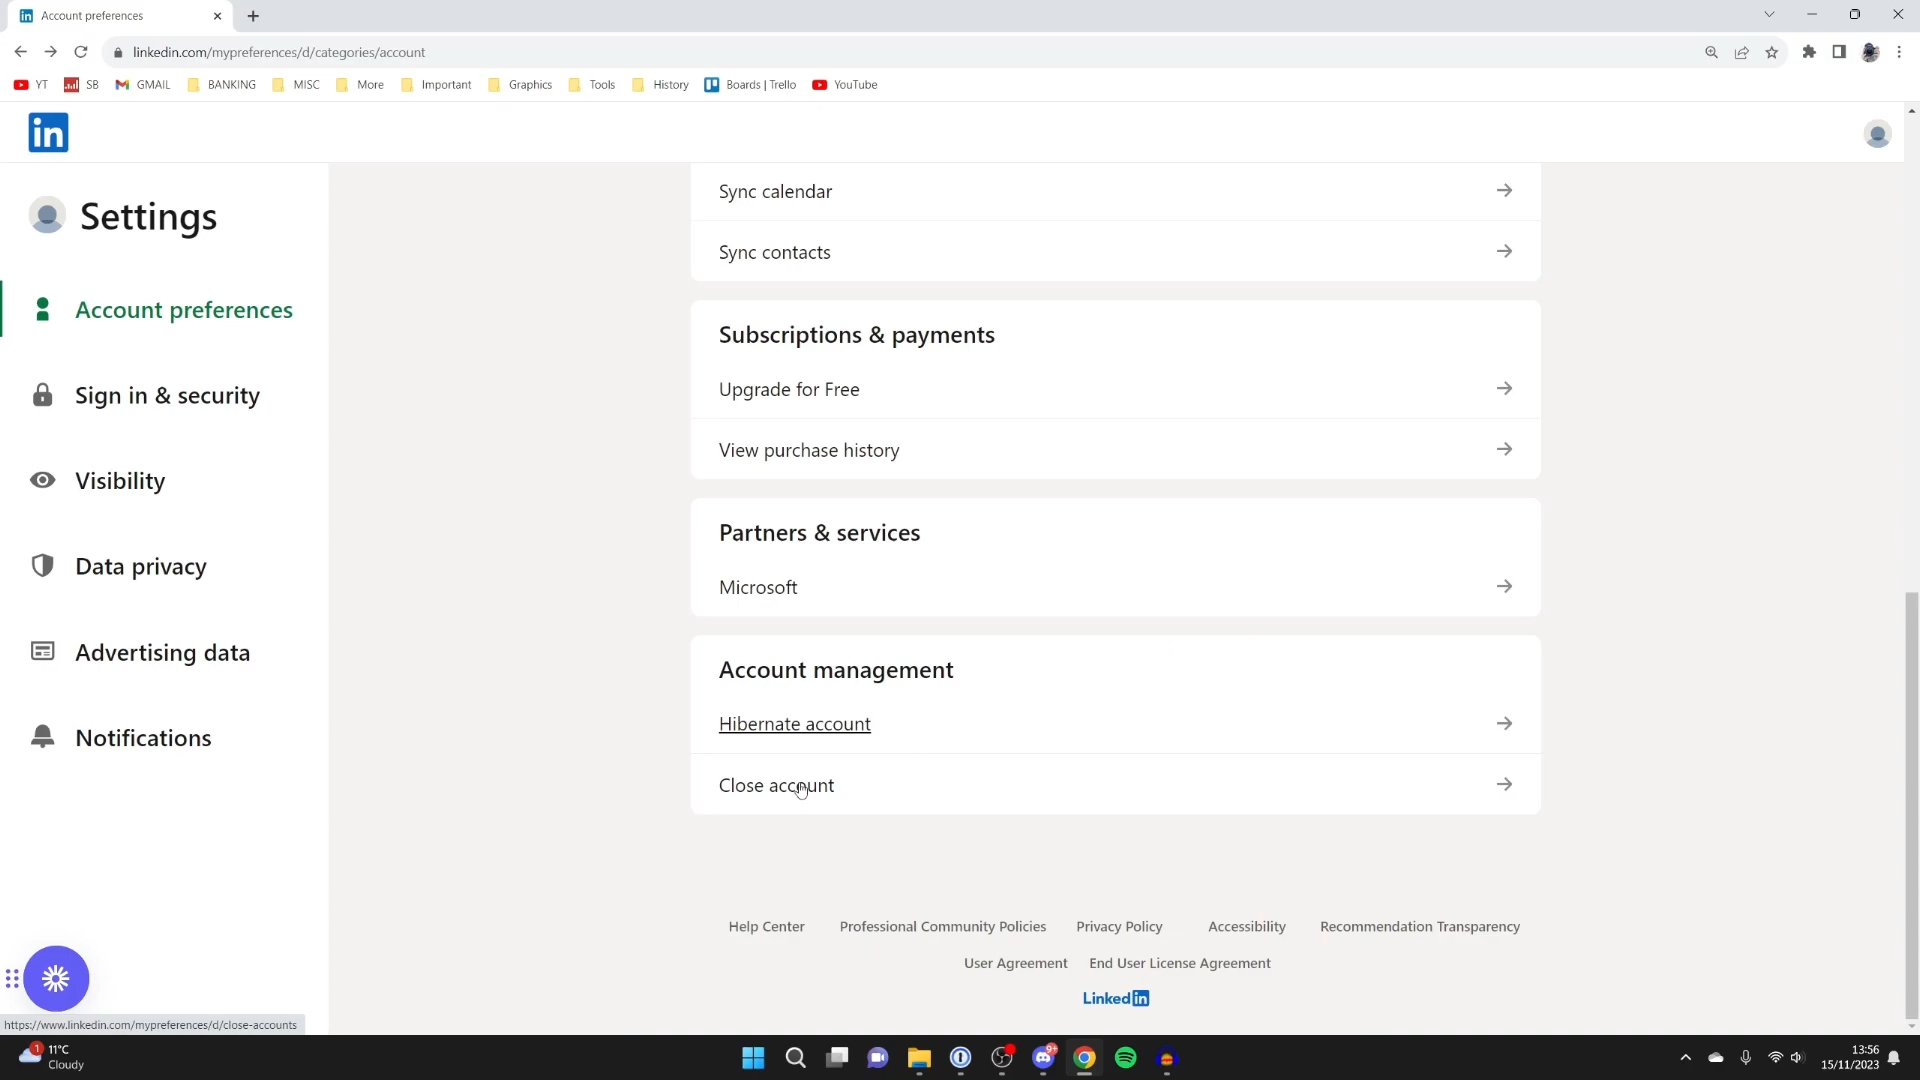 Account preferences
linkedin.com/mypreferences/d/categories/account
YT SB GMAIL BANKING MISC More Important Graphics Tools History Boards | Trello YouTube
in
Settings
Account preferences
Sign in & security
Visibility
Data privacy
Advertising data
Notifications
Sync calendar
Sync contacts
Subscriptions & payments
Upgrade for Free
View purchase history
Partners & services
Microsoft
Account management
Hibernate account
Close account
Help Center Professional Community Policies Privacy Policy Accessibility Recommendation Transparency
User Agreement End User License Agreement
Linkedin
https://www.linkedin.com/mypreferences/d/close-accounts
1 11°C
Cloudy
9+
13:56
15/11/2023